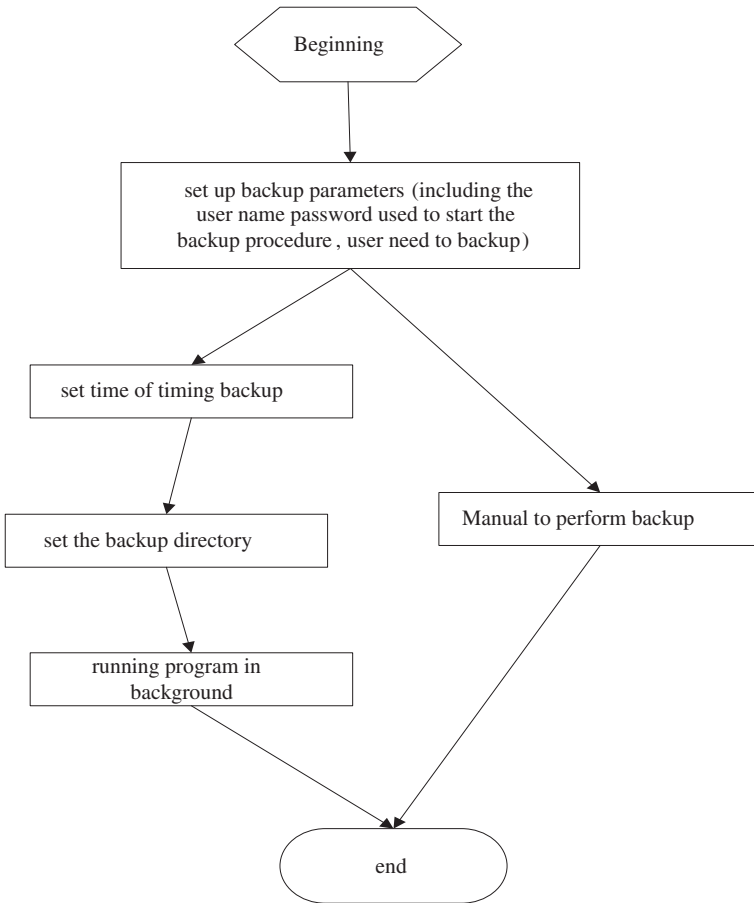 Beginning
set up backup parameters (including the
user name password used to start the
backup procedure, user need to backup)
set time of timing backup
Manual to perform backup
set the backup directory
running program in
background
end